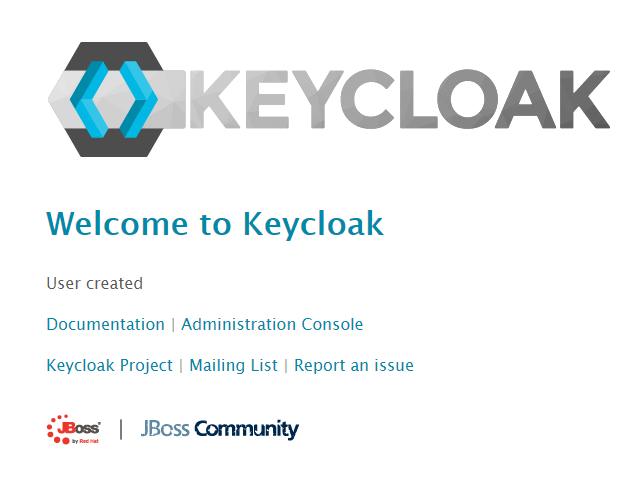 KEYCLOAK
Welcome to Keycloak
User created
Documentation | Administration Console
Keycloak Project | Mailing List | Report an issue
JBoss by Red Hat | JBoss Community